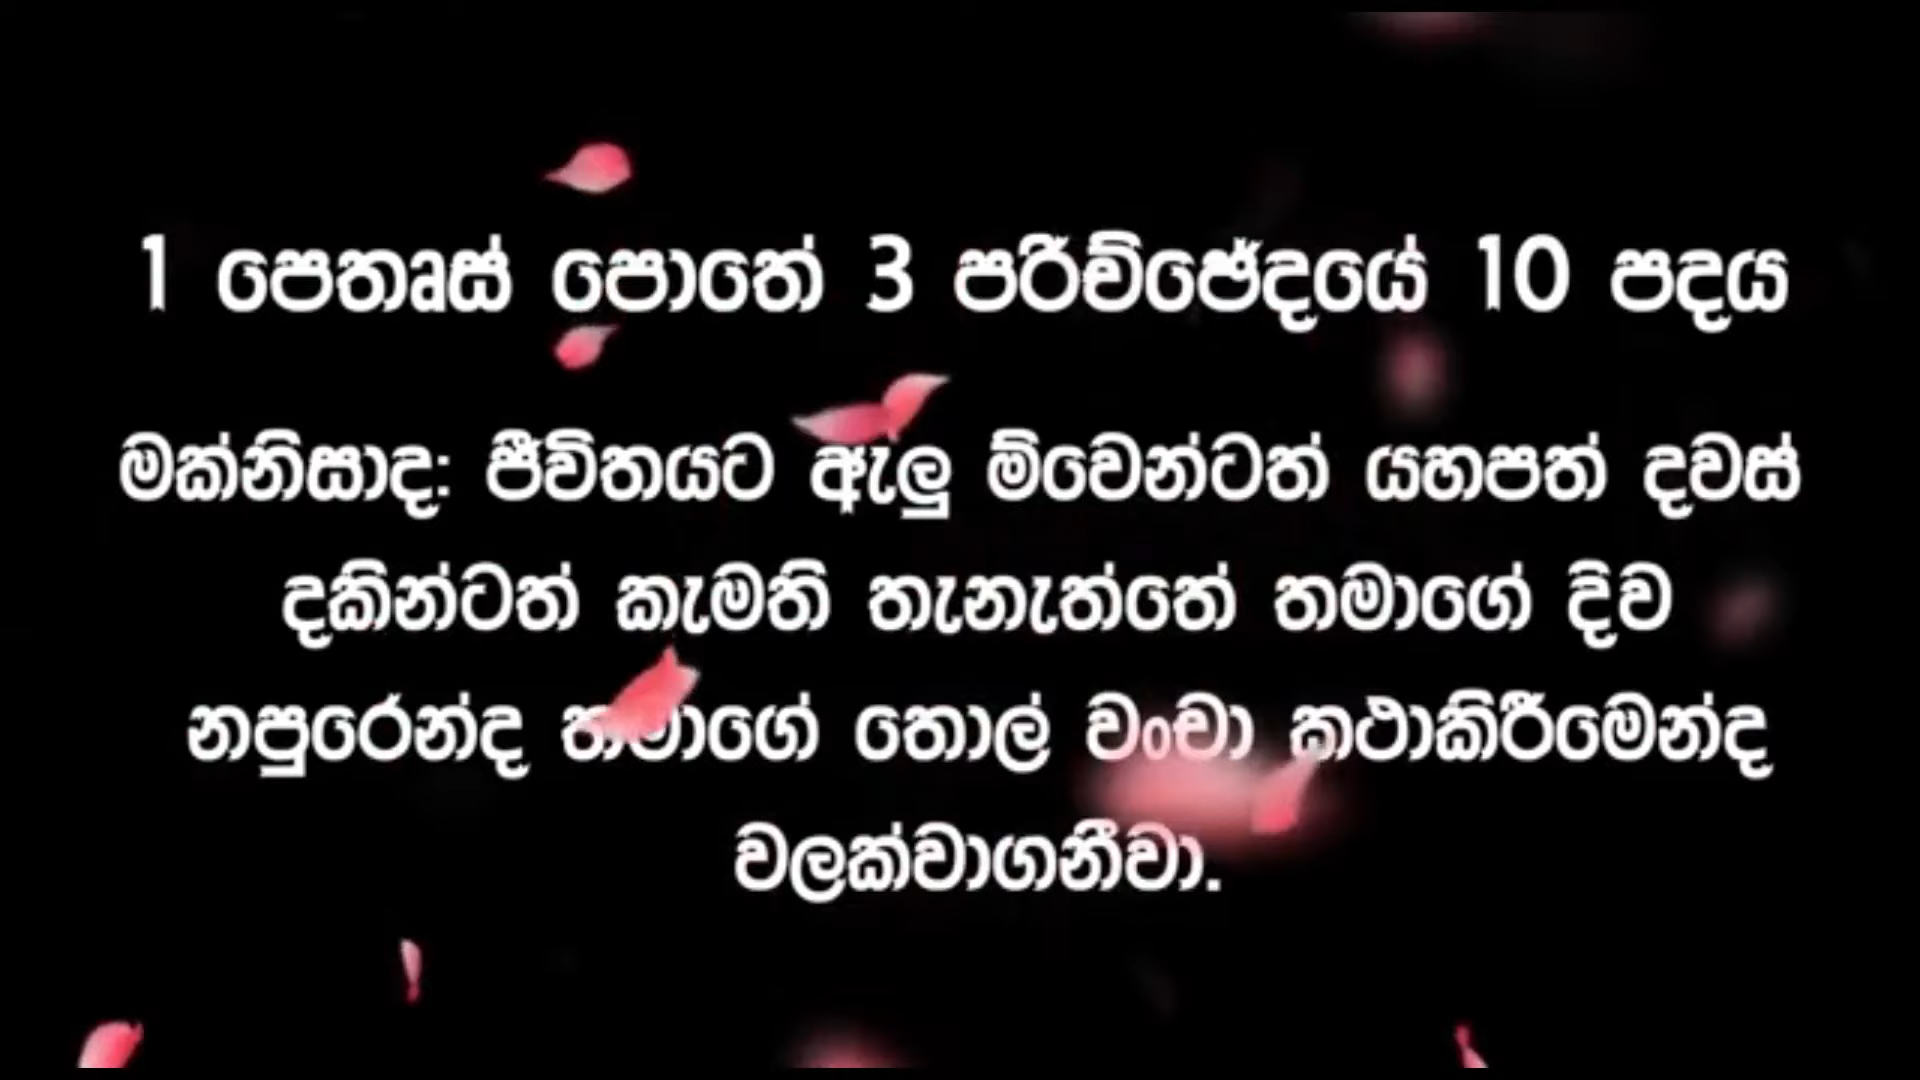 1 පෙතෘස් පොතේ 3 පරිච්ඡේදයේ 10 පදය
මක්නිසාද: ජීවිතයට ඇලු ම්වෙන්ටත් යහපත් දවස්
දකින්ටත් කැමති තැනැත්තේ තමාගේ දිව
නපුරෙන්ද තමාගේ තොල් වංචා කථාකිරීමෙන්ද
වලක්වාගනීවා.